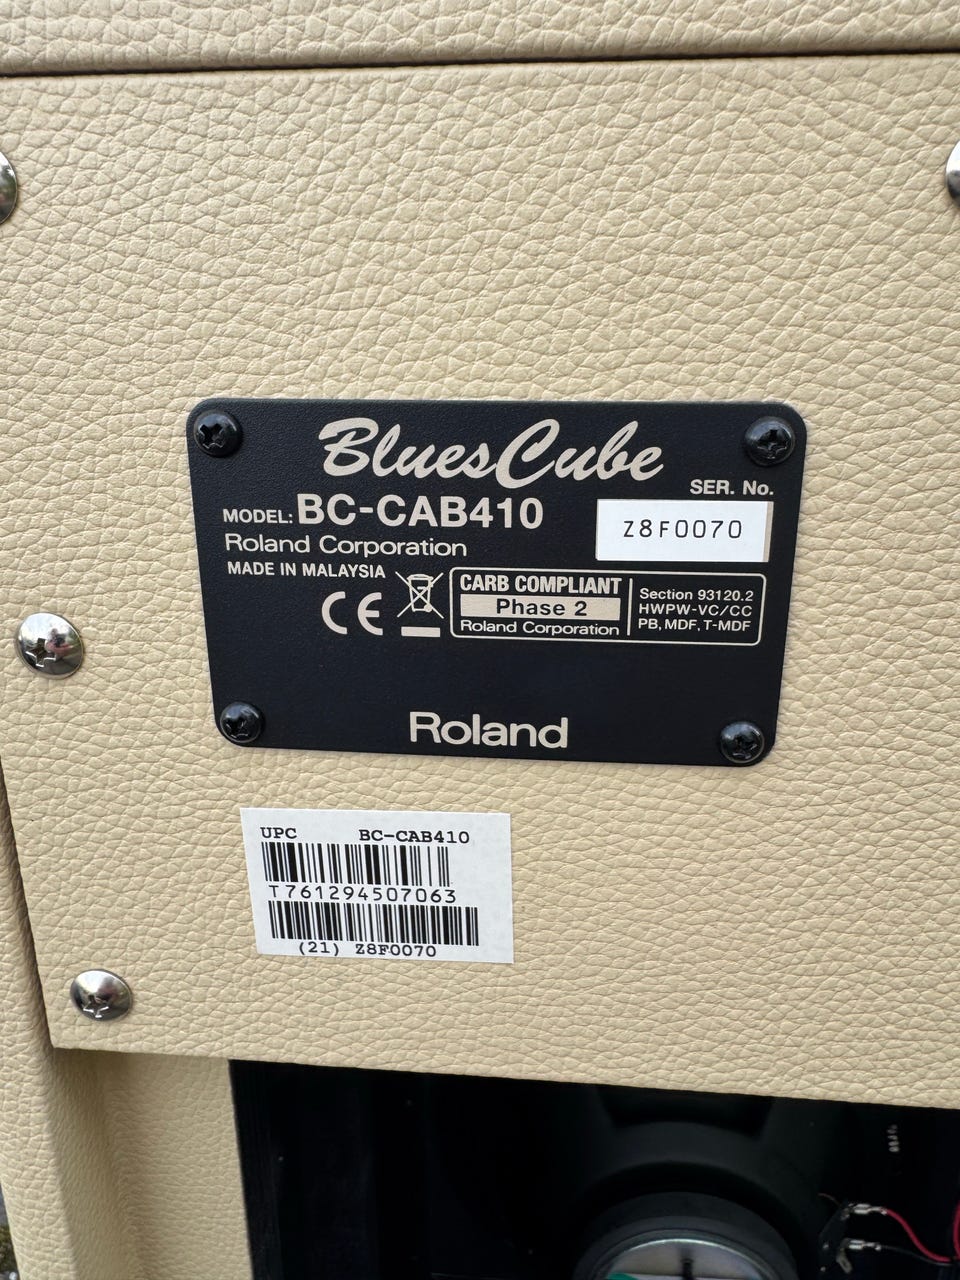 BluesCube
SER. No.
MODEL: BC-CAB410
Z8F0070
Roland Corporation
MADE IN MALAYSIA
CE
CARB COMPLIANT
Phase 2
Roland Corporation
Section 93120.2
HWPW-VC/CC
PB, MDF, T-MDF
Roland
UPC BC-CAB410
T761294507063
(21) Z8F0070